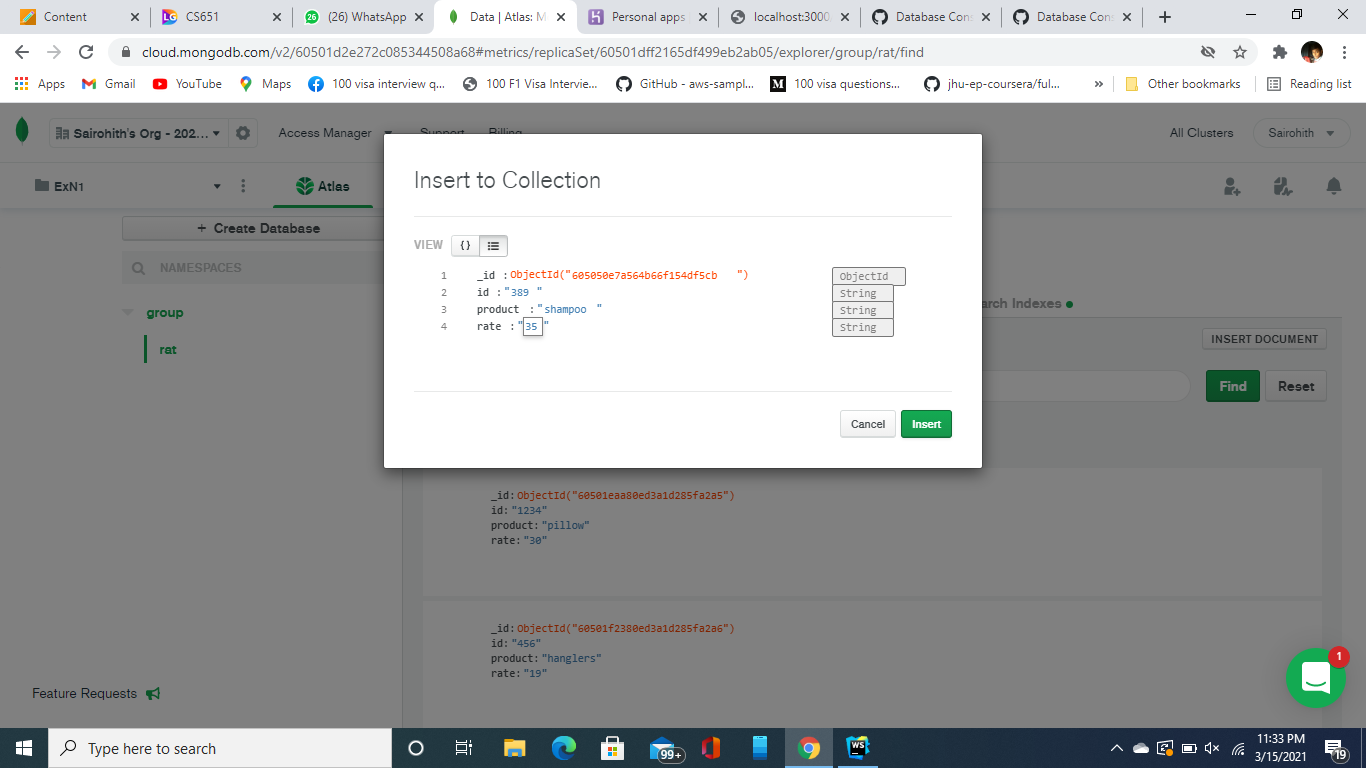 Content
CS651
(26) WhatsApp
Data | Atlas: M
Personal apps
localhost:3000
Database Con
Database Con
cloud.mongodb.com/v2/60501d2e272c085344508a68#metrics/replicaSet/60501dff2165df499eb2ab05/explorer/group/rat/find
Apps Gmail YouTube Maps 100 visa interview q... 100 F1 Visa Intervie... GitHub - aws-sampl... 100 visa questions... jhu-ep-coursera/ful... » Other bookmarks Reading list
Sairohith's Org - 202... Access Manager Support Billing All Clusters Sairohith
ExN1 Atlas
+ Create Database
NAMESPACES
group
rat
Insert to Collection
VIEW {}
1 _id : ObjectId("605050e7a564b66f154df5cb ") ObjectId
2 id : "389 " String
3 product : "shampoo " String
4 rate : "35" String
Cancel Insert
arch Indexes
INSERT DOCUMENT
Find Reset
_id: ObjectId("60501eaa80ed3a1d285fa2a5")
id: "1234"
product: "pillow"
rate: "30"
_id: ObjectId("60501f2380ed3a1d285fa2a6")
id: "456"
product: "hanglers"
rate: "19"
Feature Requests
1
Type here to search
99+
WS
11:33 PM
3/15/2021
19